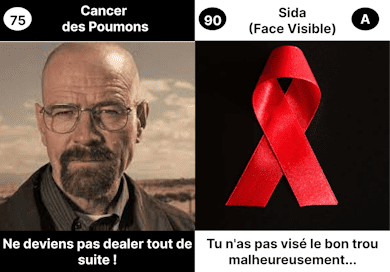 75
Cancer
des Poumons
Ne deviens pas dealer tout de
suite !
90
Sida
(Face Visible)
A
Tu n'as pas visé le bon trou
malheureusement...